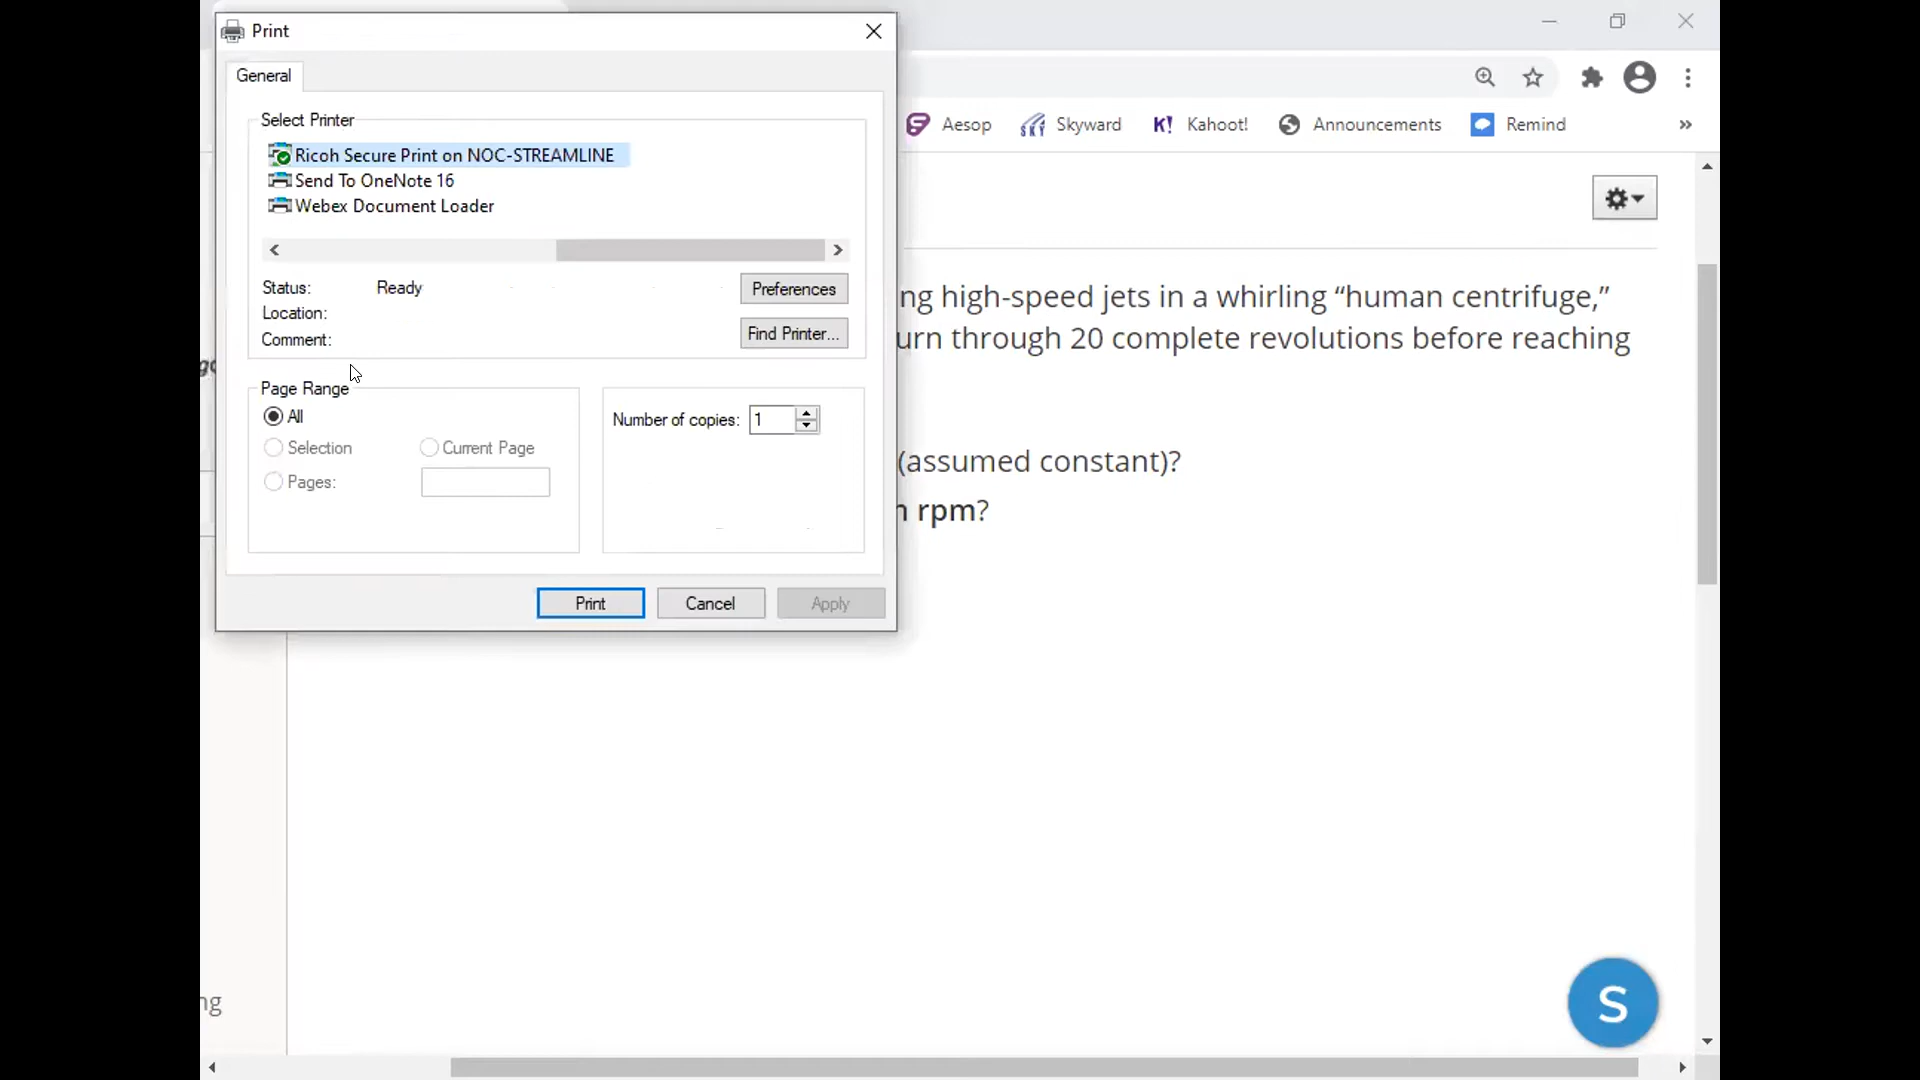 Print
General
Select Printer
Ricoh Secure Print on NOC-STREAMLINE
Send To OneNote 16
Webex Document Loader
Status: Ready
Preferences
Location:
Find Printer...
Comment:
Page Range
All
Selection
Current Page
Pages:
Number of copies: 1
Print
Cancel
Apply
Aesop
Skyward
K! Kahoot!
Announcements
Remind
»
ng high-speed jets in a whirling “human centrifuge,”
urn through 20 complete revolutions before reaching
(assumed constant)?
rpm?
ng
S